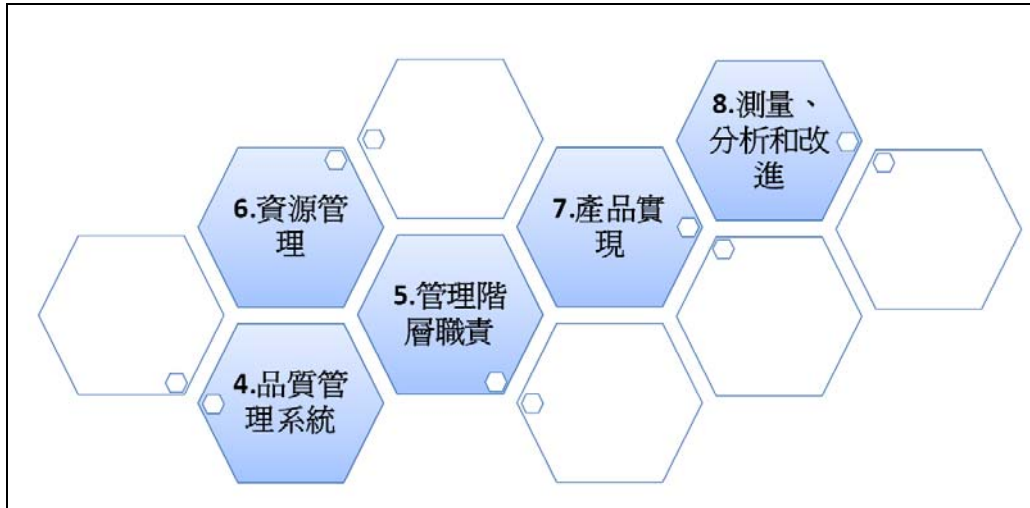 8.測量、
分析和改
進
6.資源管
理
7.產品實
現
5.管理階
層職責
4.品質管
理系統